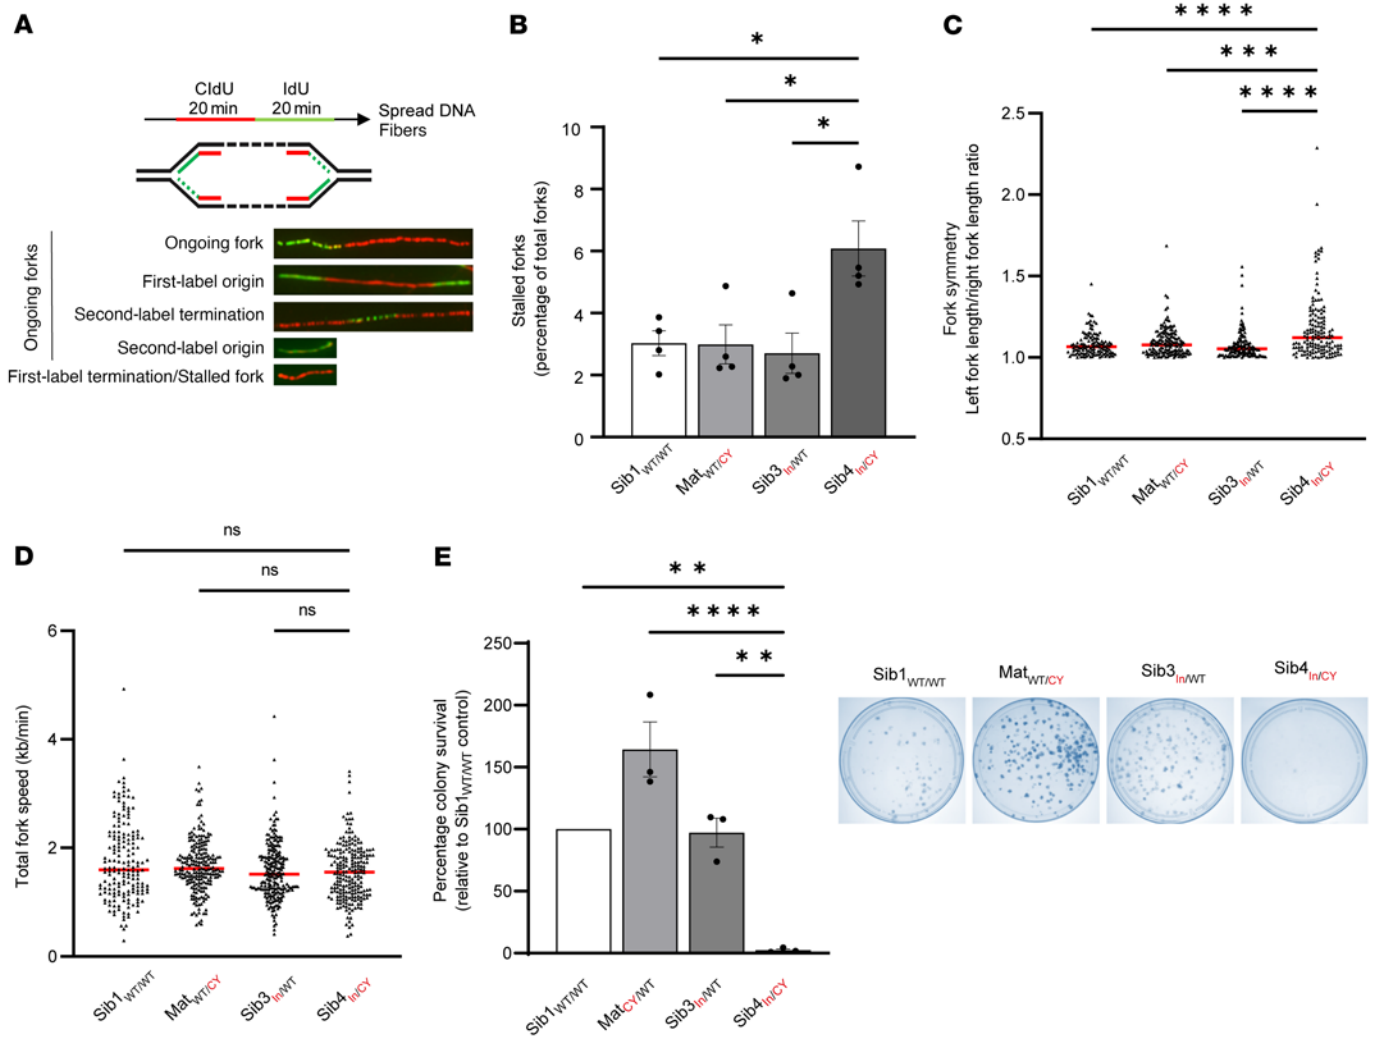 A
CldU
20 min
IdU
20 min
Spread DNA
Fibers
Ongoing forks
Ongoing fork
First-label origin
Second-label termination
Second-label origin
First-label termination/Stalled fork
B
*
*
*
Stalled forks
(percentage of total forks)
10
8
6
4
2
0
Sib1WT/WT
MatWT/CY
Sib3In/WT
Sib4In/CY
C
****
***
****
Fork symmetry
Left fork length/right fork length ratio
2.5
2.0
1.5
1.0
0.5
Sib1WT/WT
MatWT/CY
Sib3In/WT
Sib4In/CY
D
ns
ns
ns
Total fork speed (kb/min)
6
4
2
0
Sib1WT/WT
MatWT/CY
Sib3In/WT
Sib4In/CY
E
**
****
**
Percentage colony survival
(relative to Sib1WT/WT control)
250
200
150
100
50
0
Sib1WT/WT
MatCY/WT
Sib3In/WT
Sib4In/CY
Sib1WT/WT
MatWT/CY
Sib3In/WT
Sib4In/CY